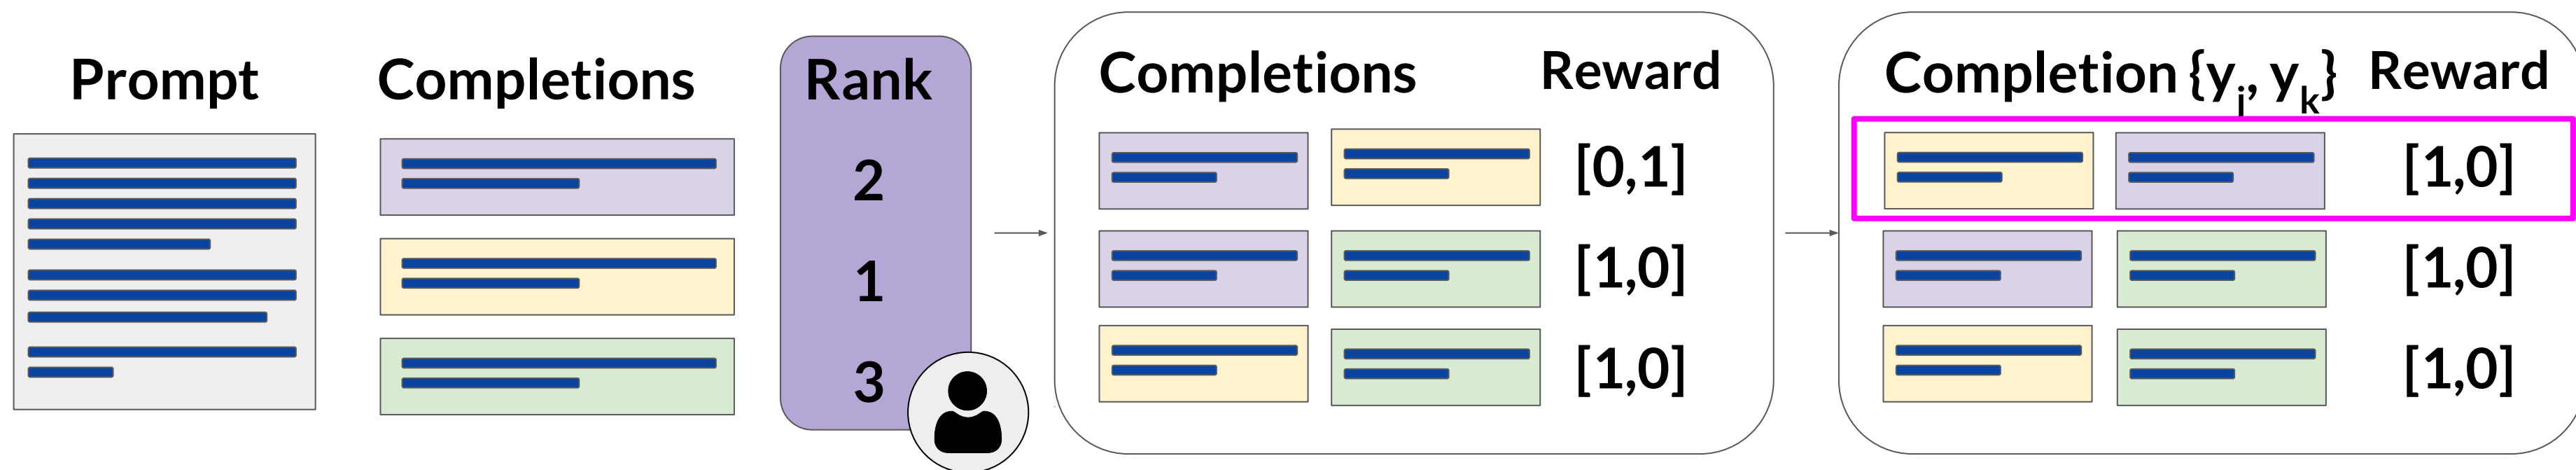 Prompt
Completions
Rank
2
1
3
Completions Reward
[0,1]
[1,0]
[1,0]
Completion {yj, yk} Reward
[1,0]
[1,0]
[1,0]